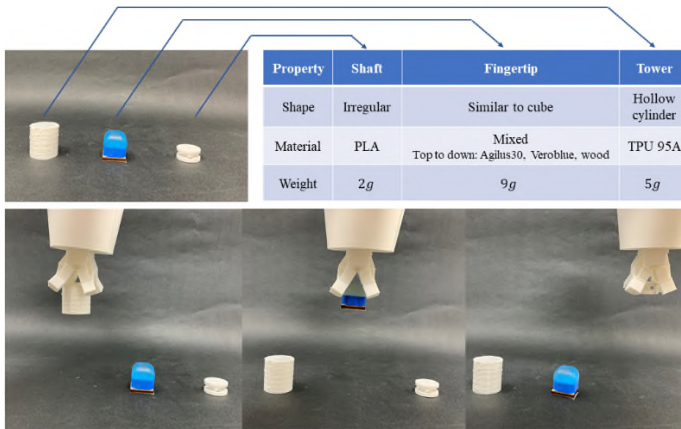 Property Shaft Fingertip Tower
Shape Irregular Similar to cube Hollow cylinder
Material PLA Mixed
Top to down: Agilus30, Veroblue, wood TPU 95A
Weight 2g 9g 5g